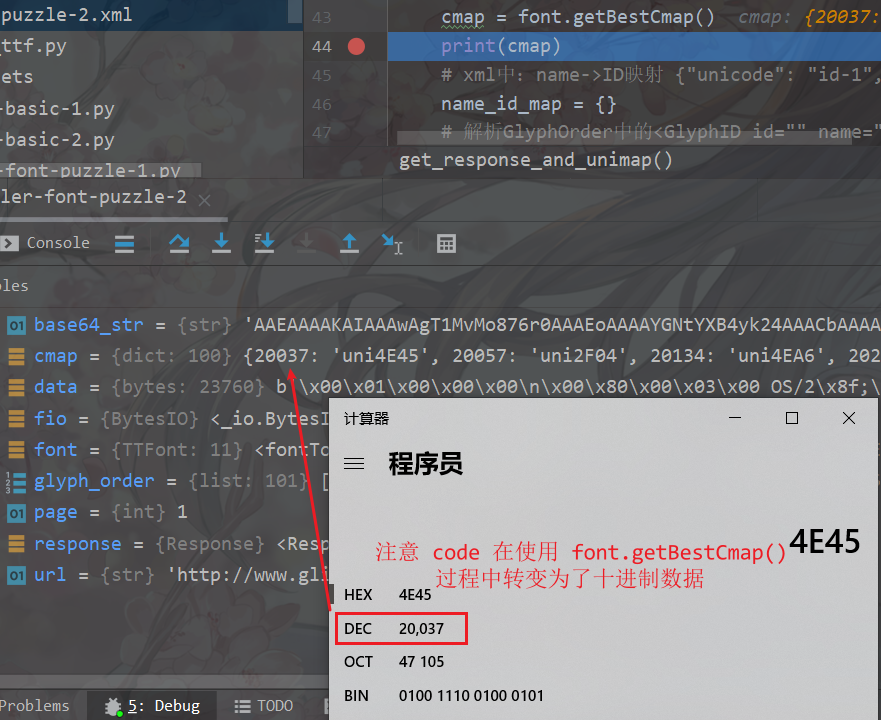 puzzle-2.xml
_ttf.py
ets
-basic-1.py
-basic-2.py
-font-puzzle-1.py
43 cmap = font.getBestCmap() cmap: {20037:
44 print(cmap)
45 # xml中: name->ID映射 {"unicode": "id-1",
46 name_id_map = {}
47 # 解析GlyphOrder中的<GlyphID id="" name="
get_response_and_unimap()
ler-font-puzzle-2
Console
les
01 base64_str = {str} 'AAEAAAAKAIAAAwAgT1MvMo876r0AAAEoAAAAYGNtYXB4yk24AAACbAAAA
cmap = {dict: 100} {20037: 'uni4E45', 20057: 'uni2F04', 20134: 'uni4EA6', 202
data = {bytes: 23760} b'\x00\x01\x00\x00\x00\n\x00\x80\x00\x03\x00 OS/2\x8f;\
fio = {BytesIO} <_io.BytesI
font = {TTFont: 11} <fontTo
glyph_order = {list: 101} [
01 page = {int} 1
response = {Response} <Resp
01 url = {str} 'http://www.gli
计算器
程序员
4E45
注意 code 在使用 font.getBestCmap()
过程中转变为了十进制数据
HEX 4E45
DEC 20,037
OCT 47 105
BIN 0100 1110 0100 0101
Problems
5: Debug
TODO